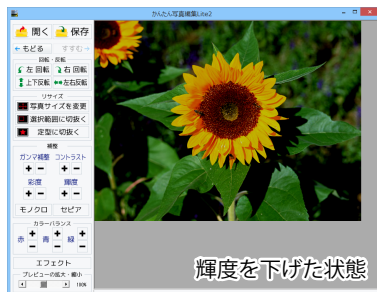 かんたん写真編集Lite2
開く 保存
もどる すすむ
回転・反転
左 回転 右 回転
上下反転 左右反転
リサイズ
写真サイズを変更
選択範囲に切抜く
定型に切抜く
補整
ガンマ補整 コントラスト
+ - + -
彩度 輝度
+ - + -
モノクロ セピア
カラーバランス
赤 + - 青 + - 緑 + -
エフェクト
プレビューの拡大・縮小
100%
輝度を下げた状態